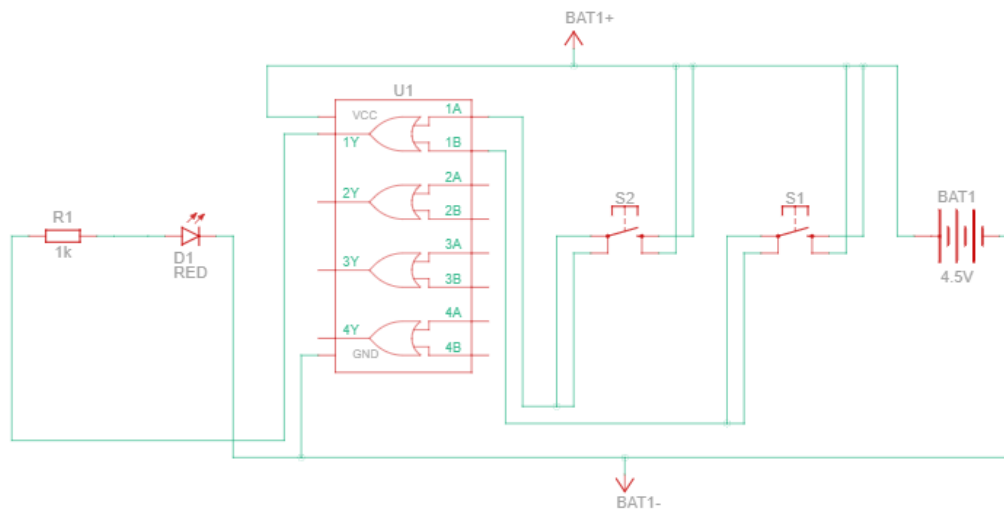 BAT1+
U1
VCC
1A
1Y
1B
2A
2Y
2B
3A
3Y
3B
4A
4Y
GND
4B
S2
S1
BAT1
4.5V
R1
1k
D1
RED
BAT1-